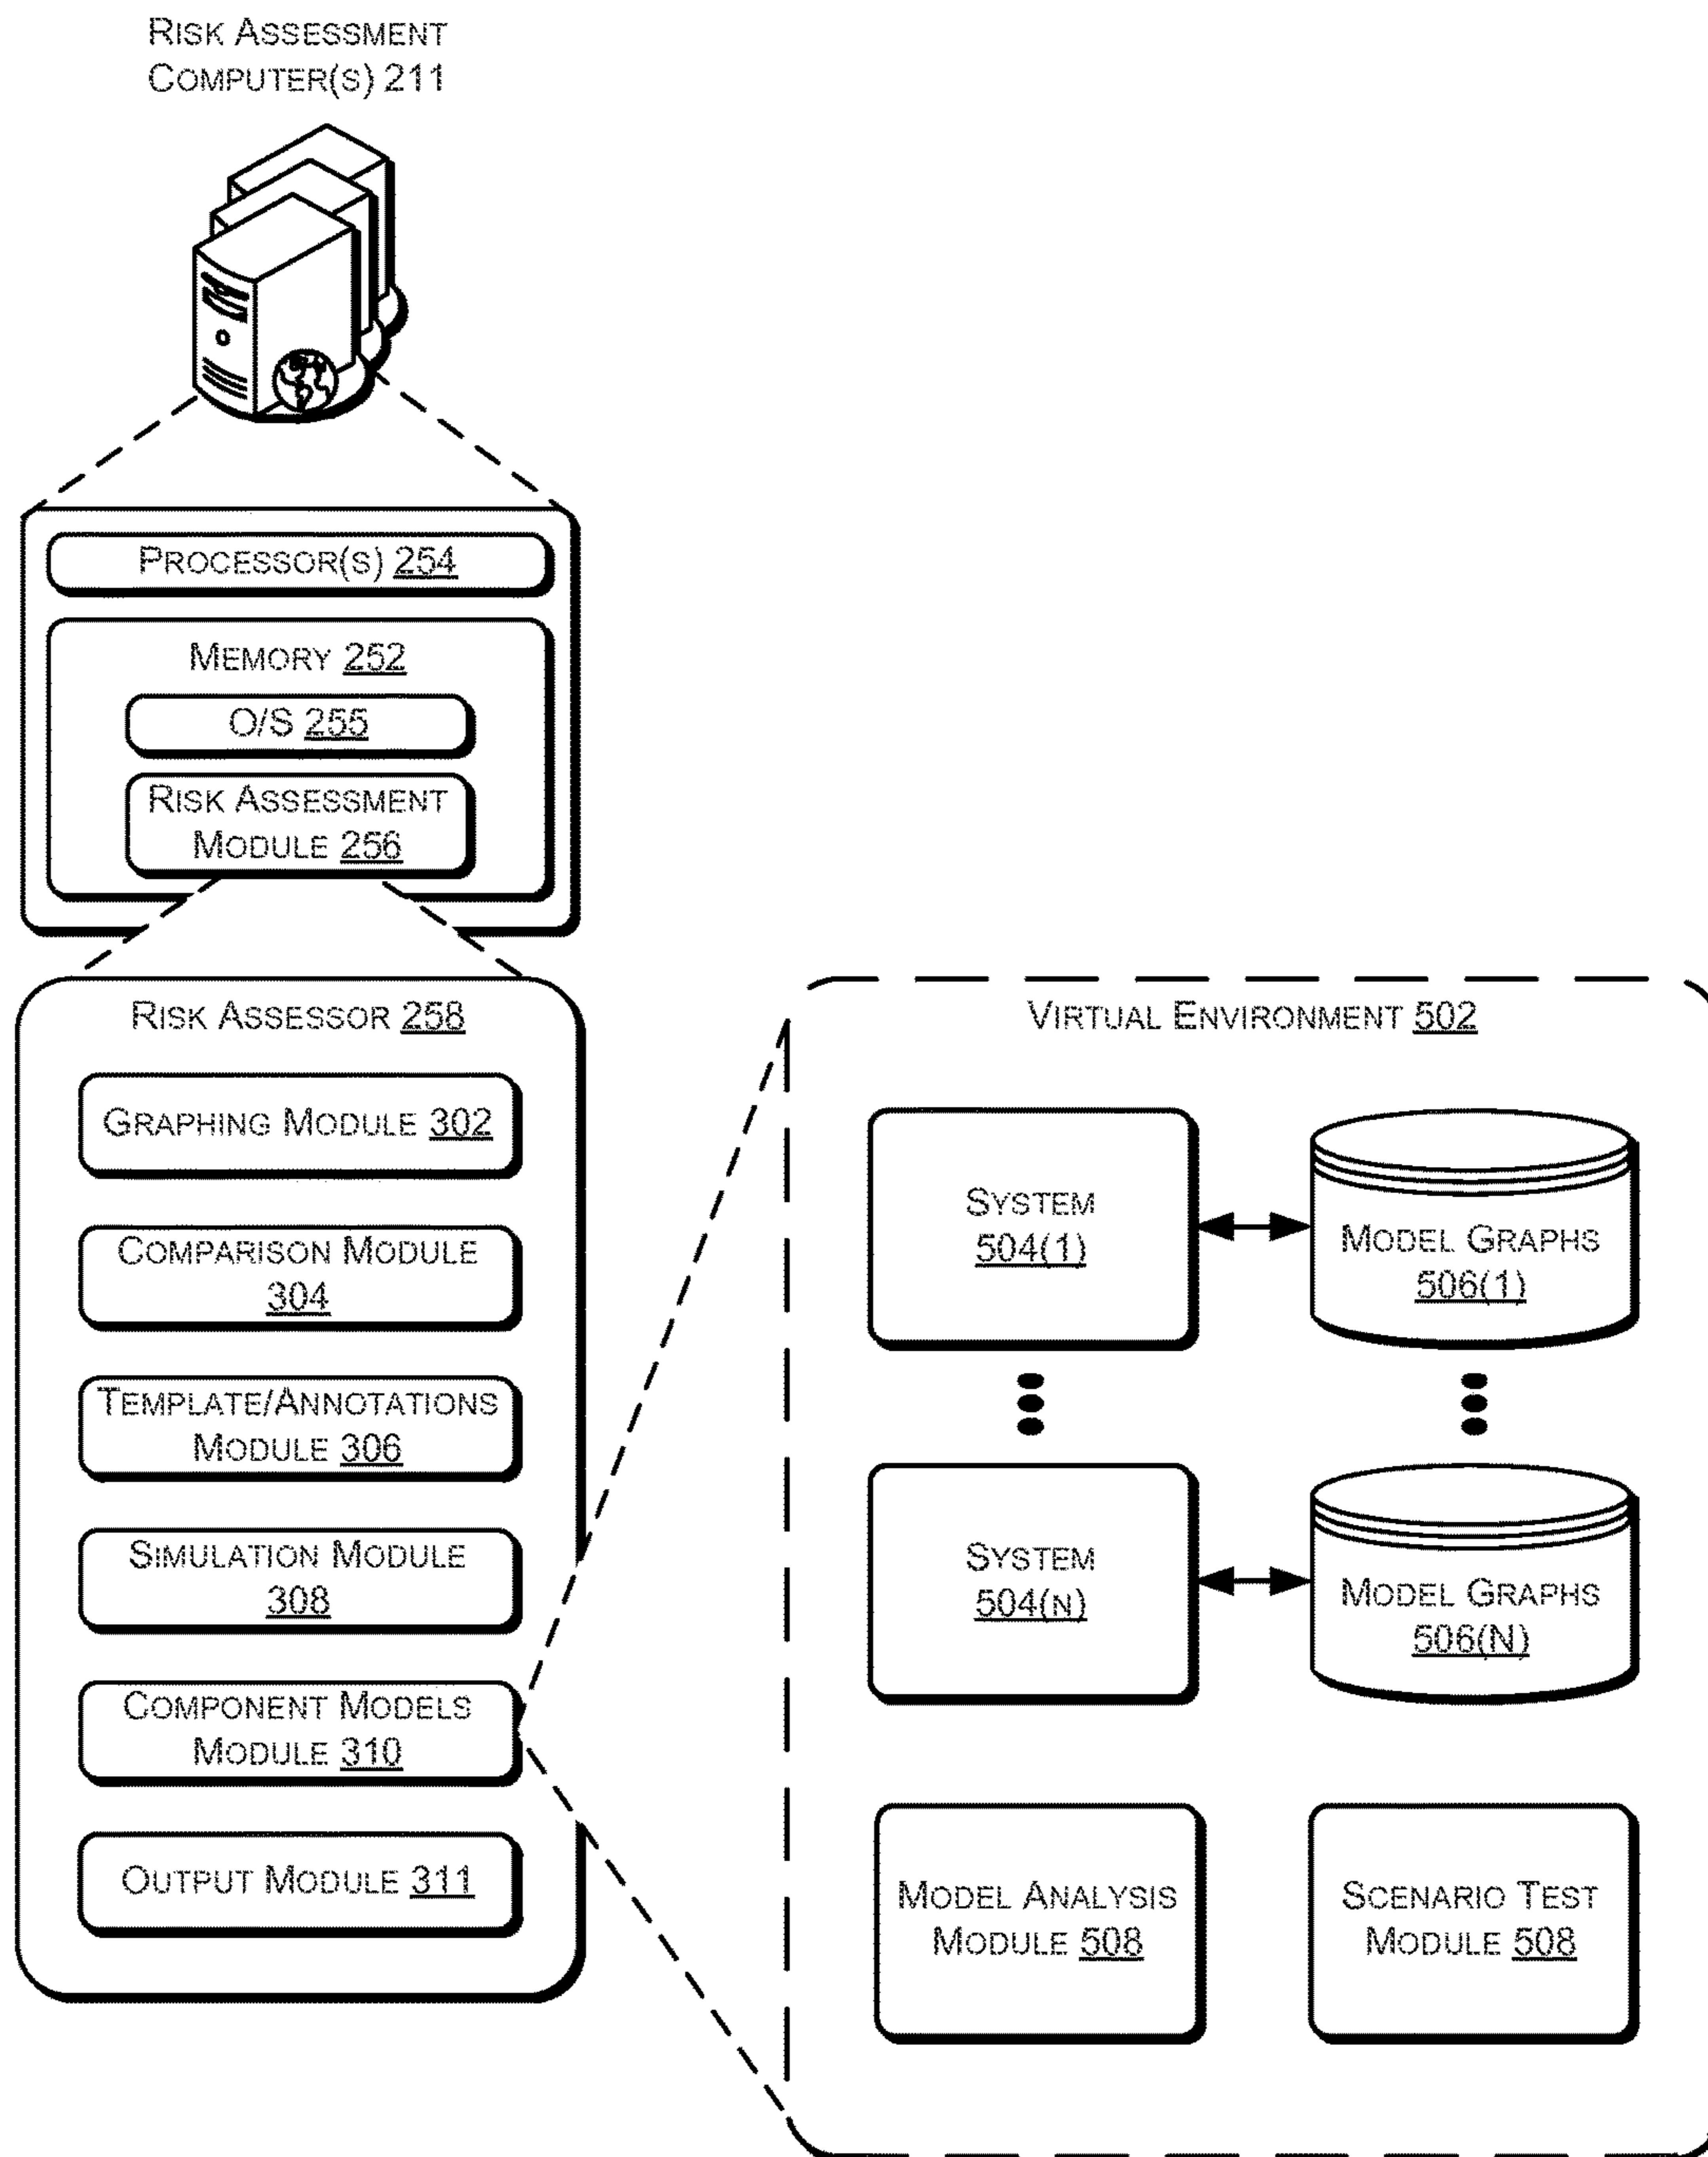 RISK ASSESSMENT
COMPUTER(S) 211
PROCESSOR(S) 254
MEMORY 252
O/S 255
RISK ASSESSMENT
MODULE 256
RISK ASSESSOR 258
GRAPHING MODULE 302
COMPARISON MODULE
304
TEMPLATE/ANNOTATIONS
MODULE 306
SIMULATION MODULE
308
COMPONENT MODELS
MODULE 310
OUTPUT MODULE 311
VIRTUAL ENVIRONMENT 502
SYSTEM
504(1)
MODEL GRAPHS
506(1)
SYSTEM
504(N)
MODEL GRAPHS
506(N)
MODEL ANALYSIS
MODULE 508
SCENARIO TEST
MODULE 508